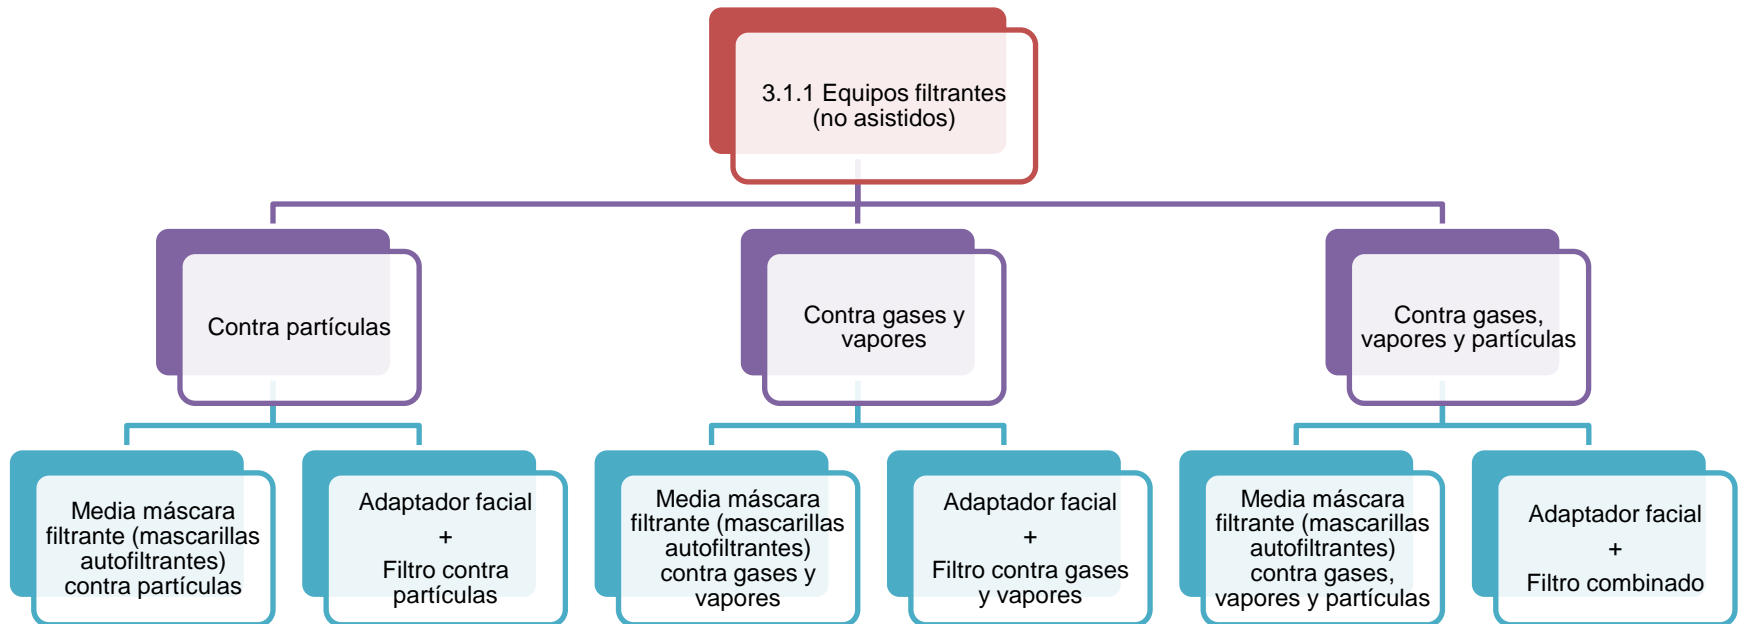 3.1.1 Equipos filtrantes
(no asistidos)
Contra partículas
Contra gases y
vapores
Contra gases,
vapores y partículas
Media máscara
filtrante (mascarillas
autofiltrantes)
contra partículas
Adaptador facial
+
Filtro contra
partículas
Media máscara
filtrante (mascarillas
autofiltrantes)
contra gases y
vapores
Adaptador facial
+
Filtro contra gases
y vapores
Media máscara
filtrante (mascarillas
autofiltrantes)
contra gases,
vapores y partículas
Adaptador facial
+
Filtro combinado